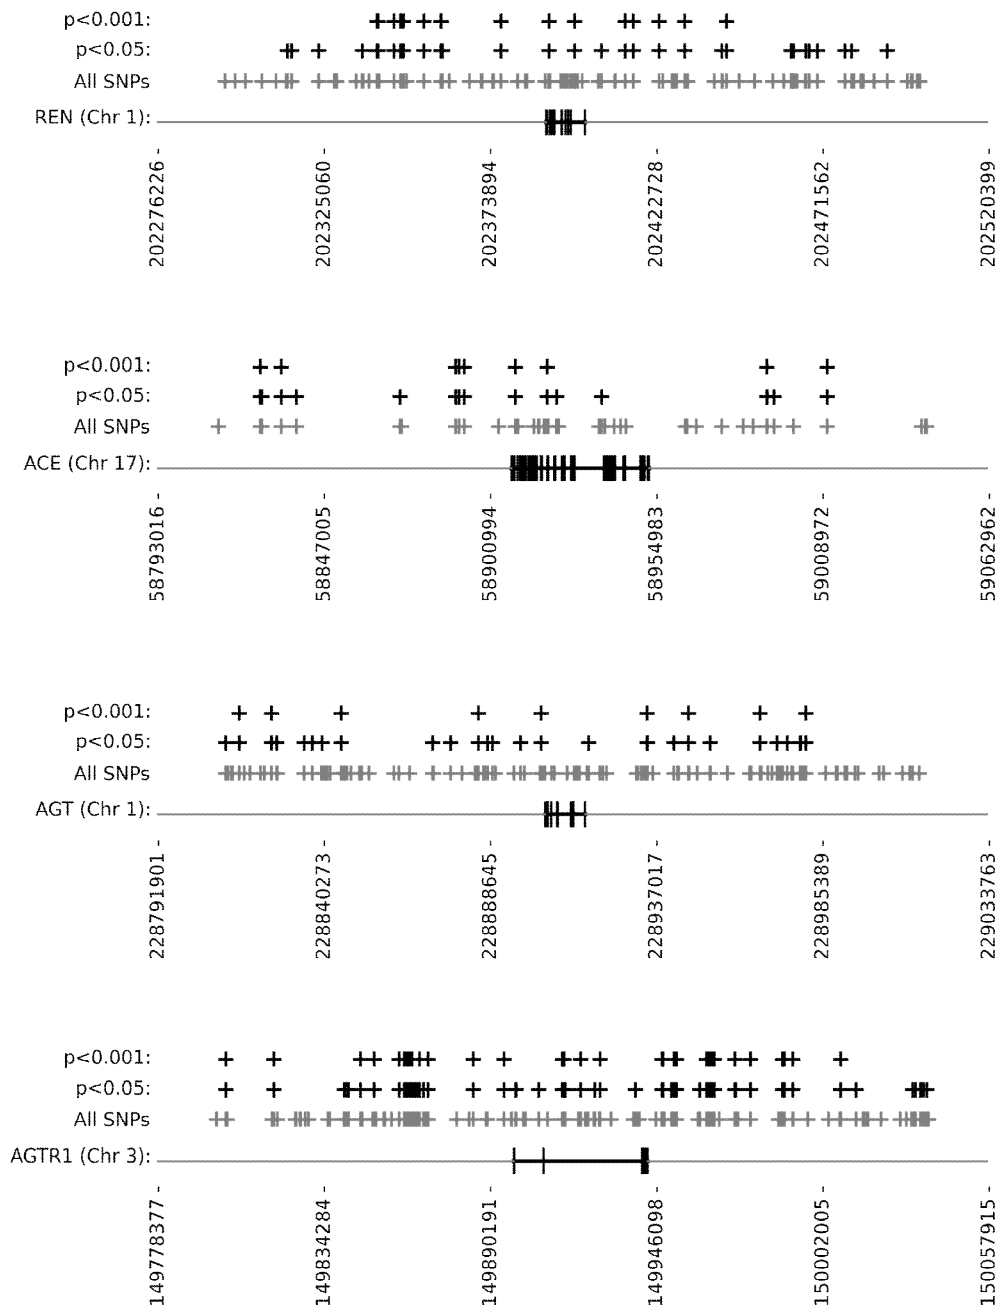 p<0.001:
p<0.05:
All SNPs
REN (Chr 1):
202276226
202325060
202373894
202422728
202471562
202520399
p<0.001:
p<0.05:
All SNPs
ACE (Chr 17):
58793016
58847005
58900994
58954983
59008972
59062962
p<0.001:
p<0.05:
All SNPs
AGT (Chr 1):
228791901
228840273
228888645
228937017
228985389
229033763
p<0.001:
p<0.05:
All SNPs
AGTR1 (Chr 3):
149778377
149834284
149890191
149946098
150002005
150057915